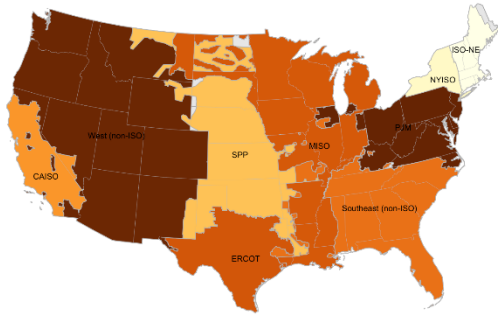 ISO-NE
NYISO
PJM
West (non-ISO)
MISO
SPP
CAISO
Southeast (non-ISO)
ERCOT